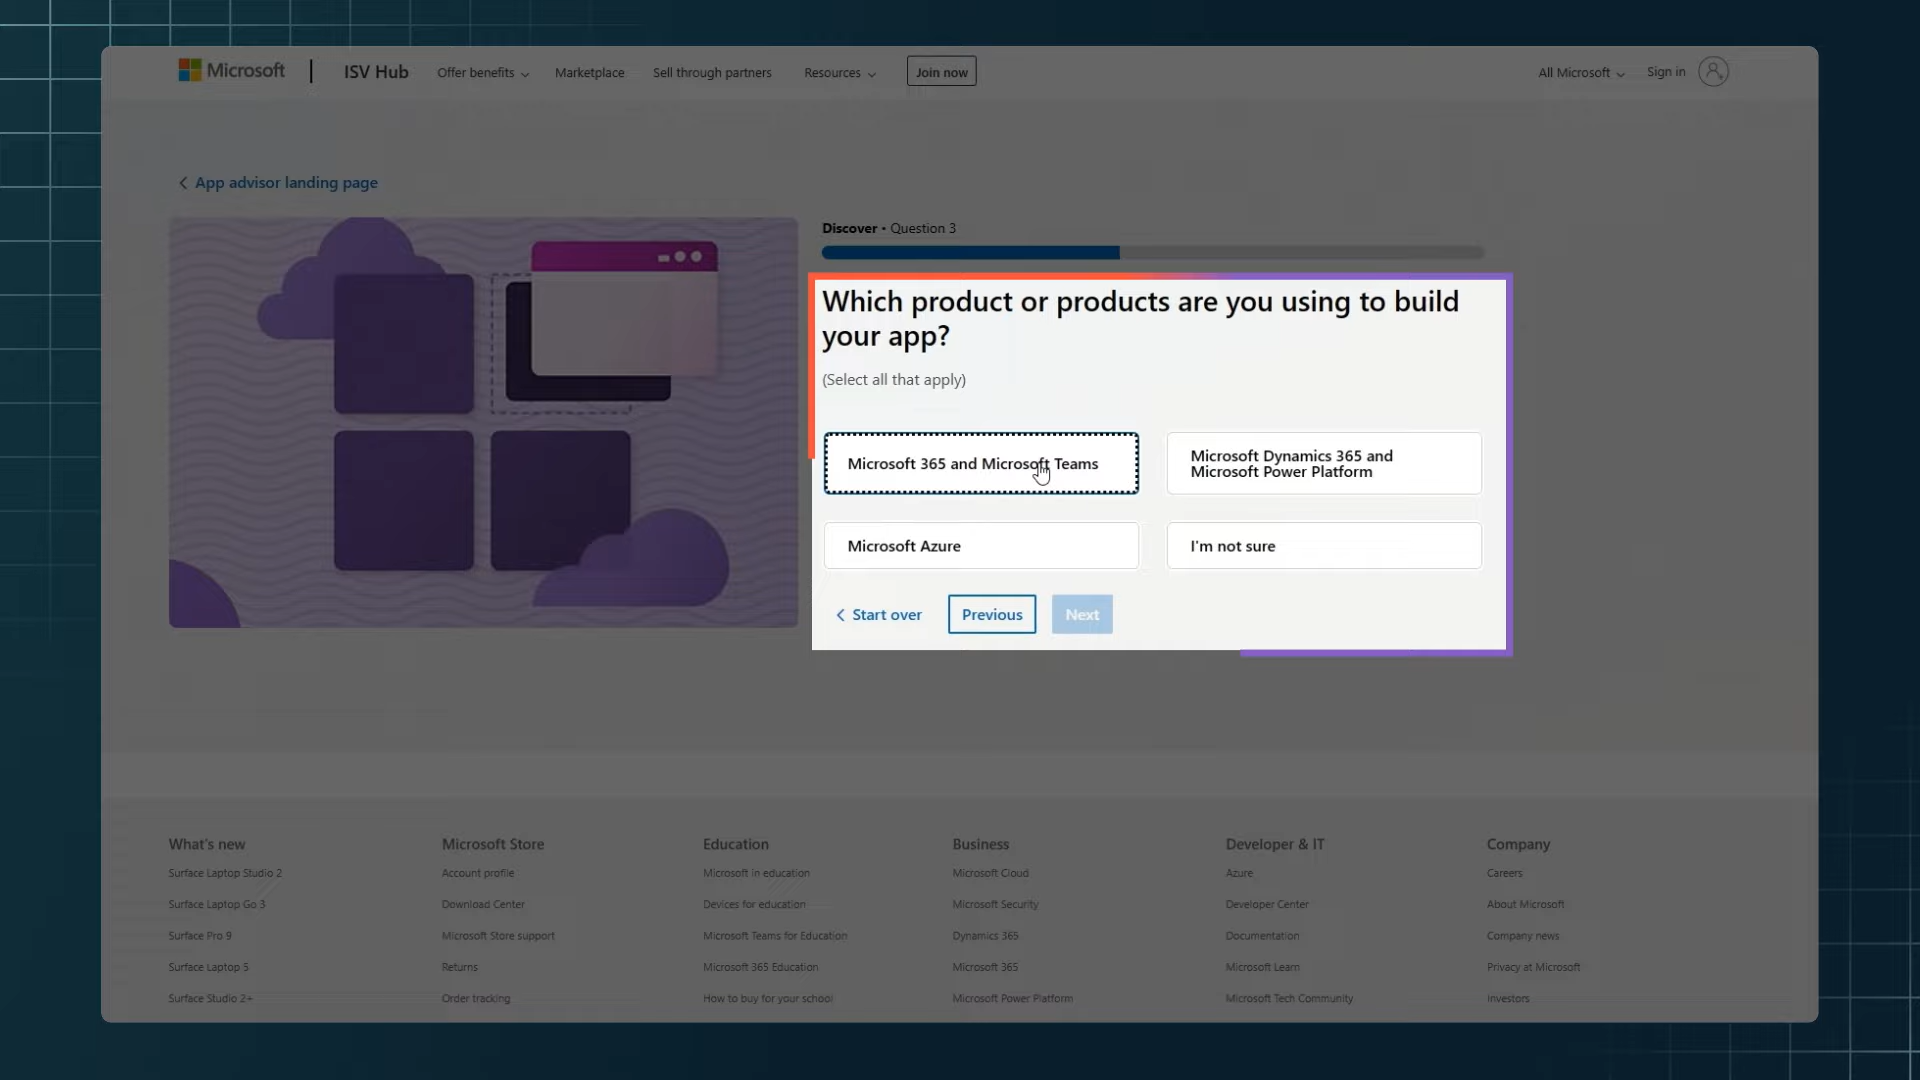 Microsoft
ISV Hub
Offer benefits
Marketplace
Sell through partners
Resources
Join now
All Microsoft
Sign in
App advisor landing page
Discover • Question 3
Which product or products are you using to build
your app?
(Select all that apply)
Microsoft 365 and Microsoft Teams
Microsoft Dynamics 365 and
Microsoft Power Platform
Microsoft Azure
I'm not sure
Start over
Previous
Next
What's new
Surface Laptop Studio 2
Surface Laptop Go 3
Surface Pro 9
Surface Laptop 5
Surface Studio 2+
Microsoft Store
Account profile
Download Center
Microsoft Store support
Returns
Order tracking
Education
Microsoft in education
Devices for education
Microsoft Teams for Education
Microsoft 365 Education
How to buy for your school
Business
Microsoft Cloud
Microsoft Security
Dynamics 365
Microsoft 365
Microsoft Power Platform
Developer & IT
Azure
Developer Center
Documentation
Microsoft Learn
Microsoft Tech Community
Company
Careers
About Microsoft
Company news
Privacy at Microsoft
Investors